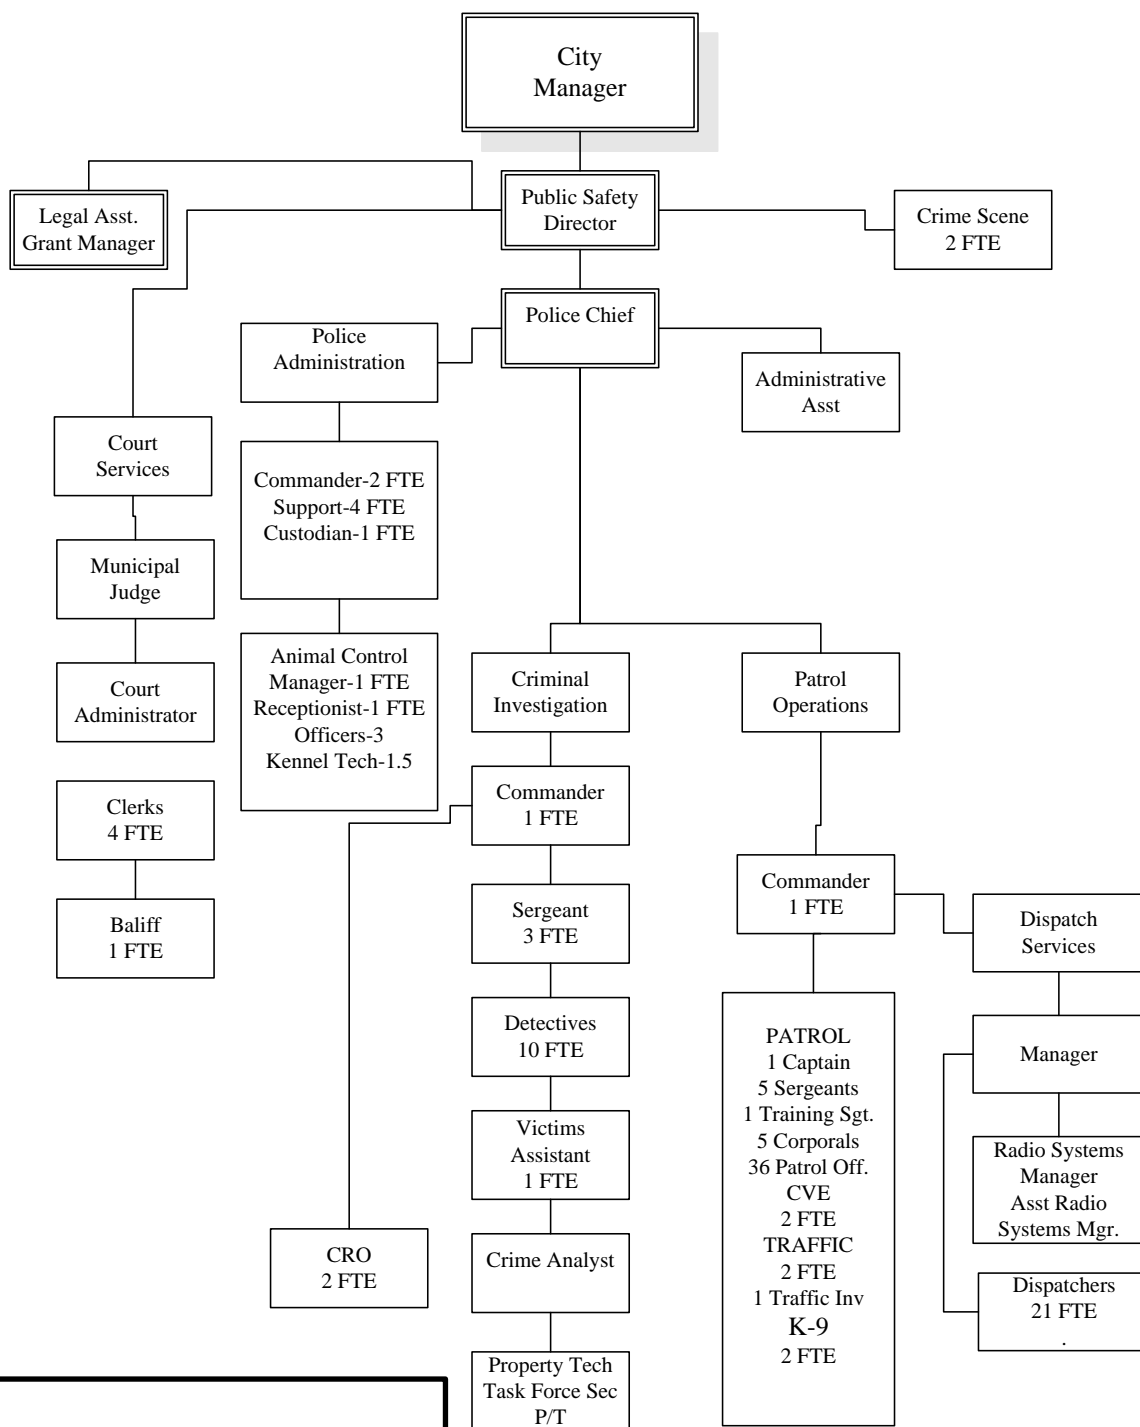 City
Manager
Legal Asst.
Grant Manager
Public Safety
Director
Crime Scene
2 FTE
Police Chief
Police
Administration
Administrative
Asst
Court
Services
Commander-2 FTE
Support-4 FTE
Custodian-1 FTE
Municipal
Judge
Court
Administrator
Animal Control
Manager-1 FTE
Receptionist-1 FTE
Officers-3
Kennel Tech-1.5
Criminal
Investigation
Patrol
Operations
Clerks
4 FTE
Baliff
1 FTE
Commander
1 FTE
Sergeant
3 FTE
Detectives
10 FTE
Victims
Assistant
1 FTE
CRO
2 FTE
Crime Analyst
Property Tech
Task Force Sec
P/T
Commander
1 FTE
PATROL
1 Captain
5 Sergeants
1 Training Sgt.
5 Corporals
36 Patrol Off.
CVE
2 FTE
TRAFFIC
2 FTE
1 Traffic Inv
K-9
2 FTE
Dispatch
Services
Manager
Radio Systems
Manager
Asst Radio
Systems Mgr.
Dispatchers
21 FTE
.